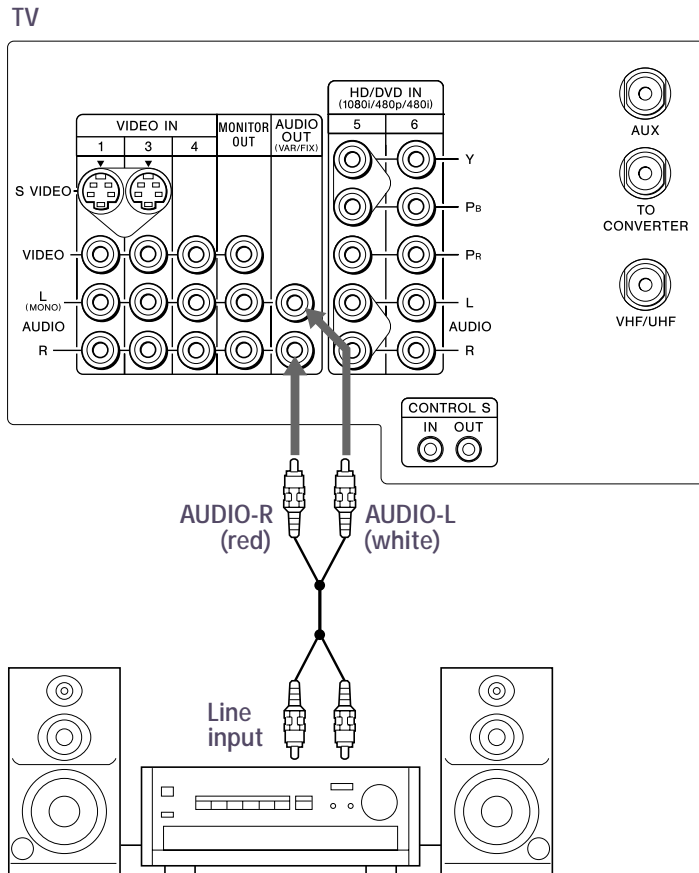 TV
HD/DVD IN
(1080i/480p/480i)
5 6
VIDEO IN
1 3 4
MONITOR
OUT
AUDIO
OUT
(VAR/FIX)
AUX
S VIDEO
Y
PB
TO
CONVERTER
VIDEO
PR
L
(MONO)
AUDIO
R
L
AUDIO
R
VHF/UHF
CONTROL S
IN OUT
AUDIO-R
(red)
AUDIO-L
(white)
Line
input